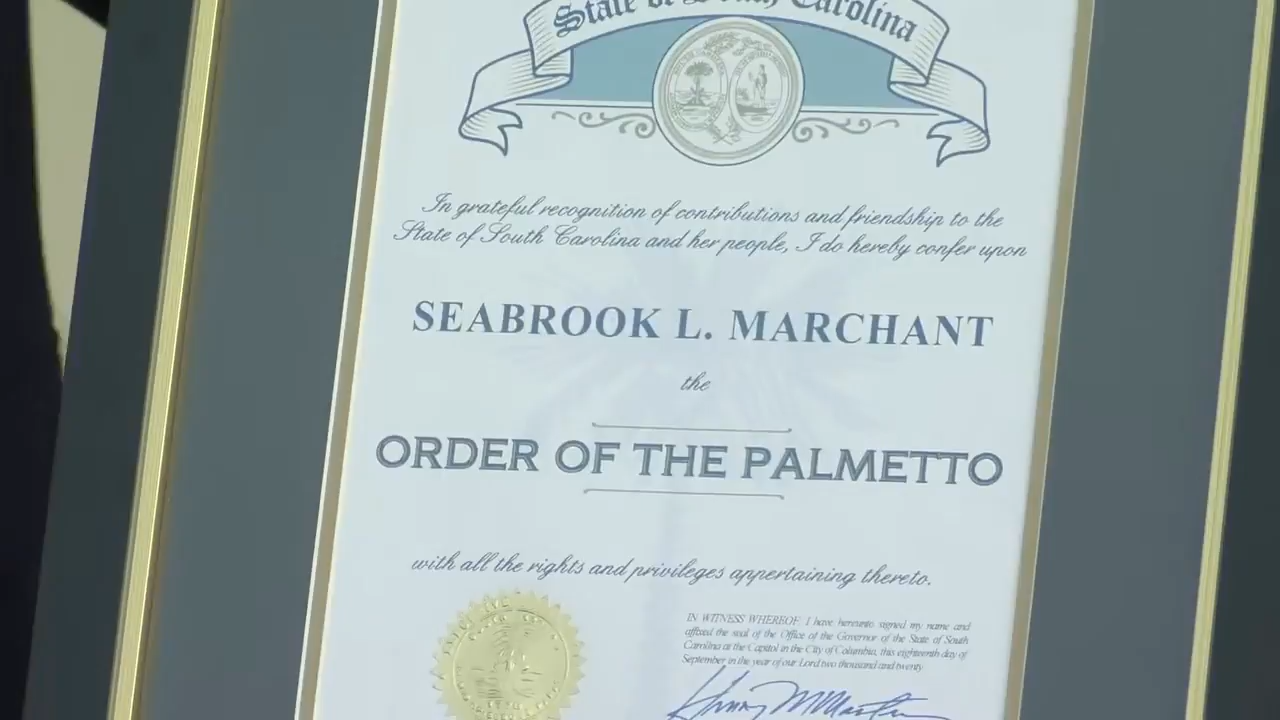 State of South Carolina
In grateful recognition of contributions and friendship to the
State of South Carolina and her people, I do hereby confer upon
SEABROOK L. MARCHANT
the
ORDER OF THE PALMETTO
with all the rights and privileges appertaining thereto.
IN WITNESS WHEREOF, I have hereunto signed my name and
affixed the seal of the Office of the Governor of the State of South
Carolina at the Capitol in the City of Columbia, this eighteenth day of
September in the year of our Lord two thousand and twenty
Henry McMaster